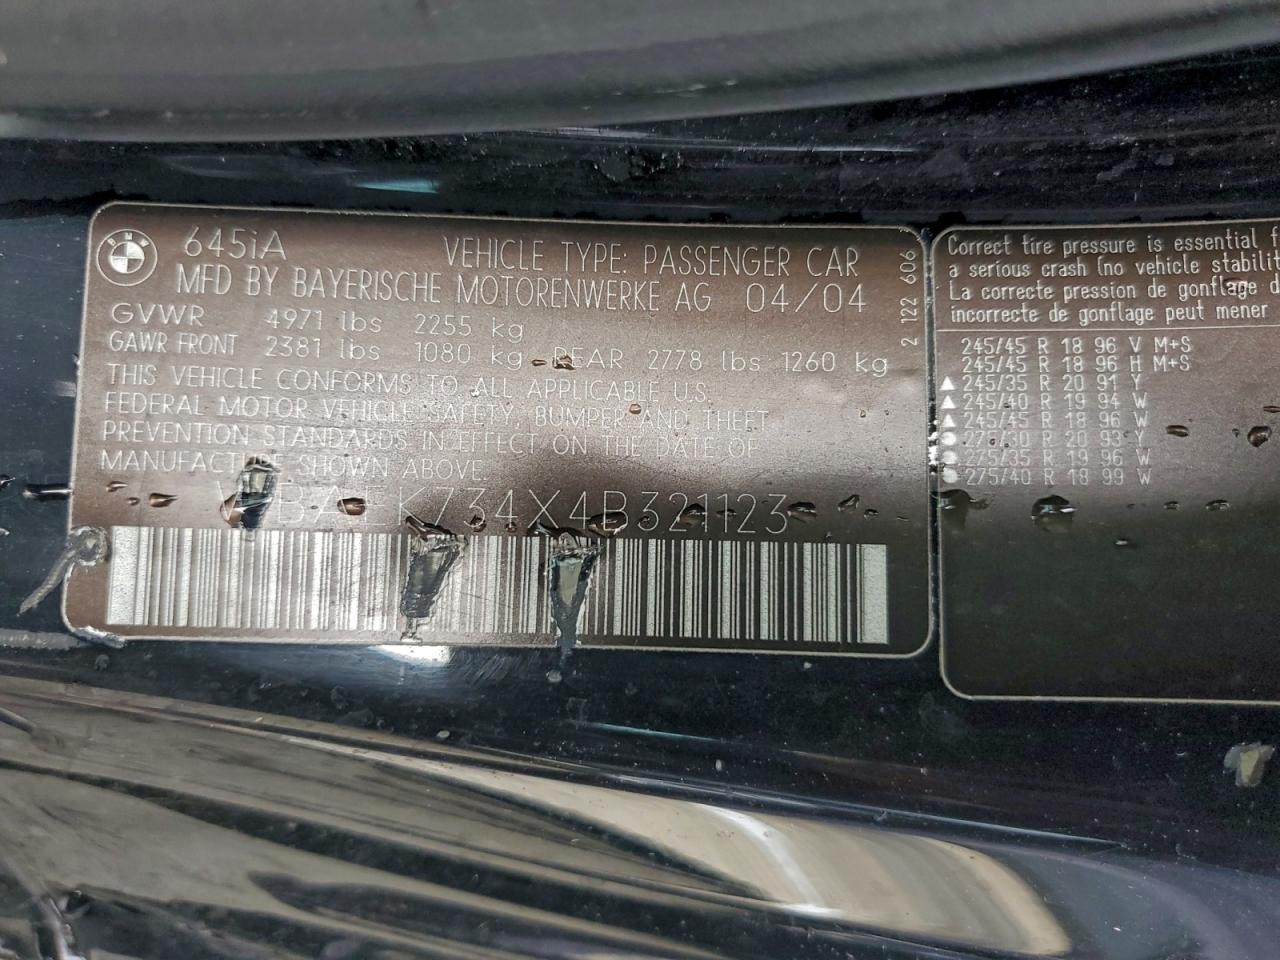 BMW
645iA VEHICLE TYPE: PASSENGER CAR
MFD BY BAYERISCHE MOTORENWERKE AG 04/04
GVWR 4971 lbs 2255 kg
GAWR FRONT 2381 lbs 1080 kg REAR 2778 lbs 1260 kg
THIS VEHICLE CONFORMS TO ALL APPLICABLE U.S.
FEDERAL MOTOR VEHICLE SAFETY, BUMPER AND THEFT
PREVENTION STANDARDS IN EFFECT ON THE DATE OF
MANUFACTURE SHOWN ABOVE.
K734X4B321123
2 122 606
Correct tire pressure is essential
a serious crash (no vehicle
La correcte pression de gonflage
incorrecte de gonflage peut mener
245/45 R 18 96 V M+S
245/45 R 18 96 H M+S
▲ 245/35 R 20 91 Y
▲ 245/40 R 19 94 W
▲ 245/45 R 18 96 W
● 275/30 R 20 93 Y
● 275/35 R 19 96 W
● 275/40 R 18 99 W